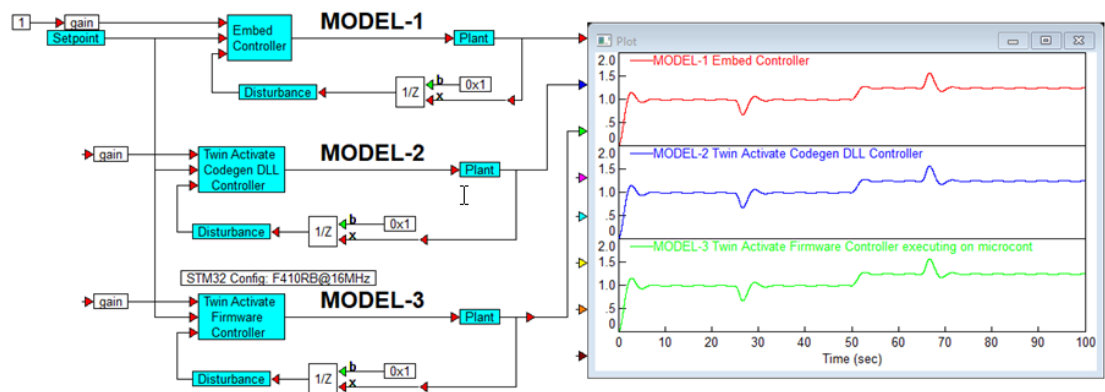 1
gain
Setpoint
Embed
Controller
MODEL-1
Plant
Disturbance
1/Z
b
x
0x1
gain
Twin Activate
Codegen DLL
Controller
MODEL-2
Plant
Disturbance
1/Z
b
x
0x1
STM32 Config: F410RB@16MHz
gain
Twin Activate
Firmware
Controller
MODEL-3
Plant
Disturbance
1/Z
b
x
0x1
Plot
MODEL-1 Embed Controller
2.0
1.5
1.0
.5
0
MODEL-2 Twin Activate Codegen DLL Controller
2.0
1.5
1.0
.5
0
MODEL-3 Twin Activate Firmware Controller executing on microcont
2.0
1.5
1.0
.5
0
0 10 20 30 40 50 60 70 80 90 100
Time (sec)